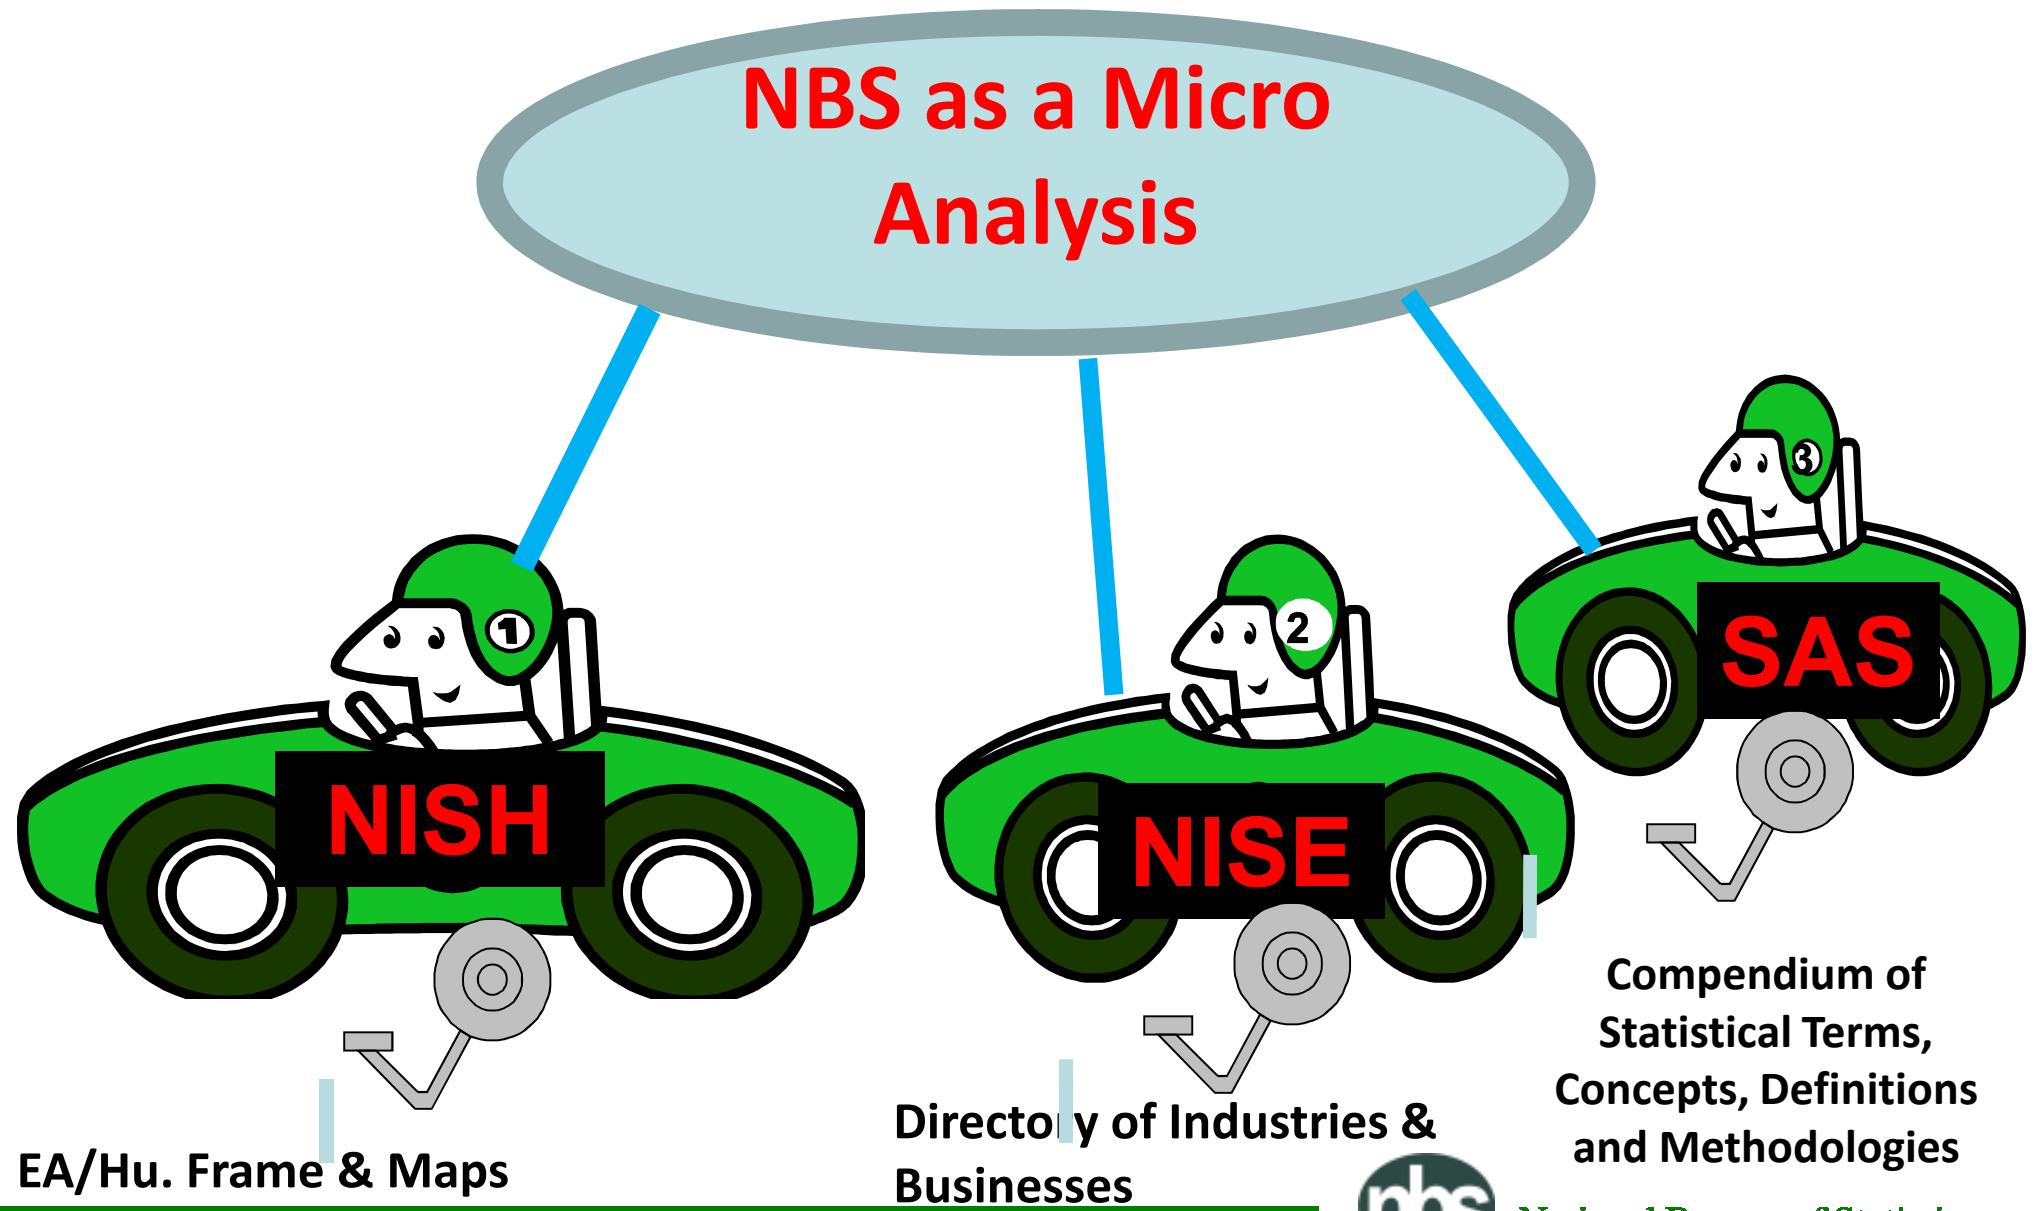 NBS as a Micro
Analysis
1
2
3
NISH
NISE
SAS
EA/Hu. Frame & Maps
Directory of Industries &
Businesses
Compendium of
Statistical Terms,
Concepts, Definitions
and Methodologies
nbs